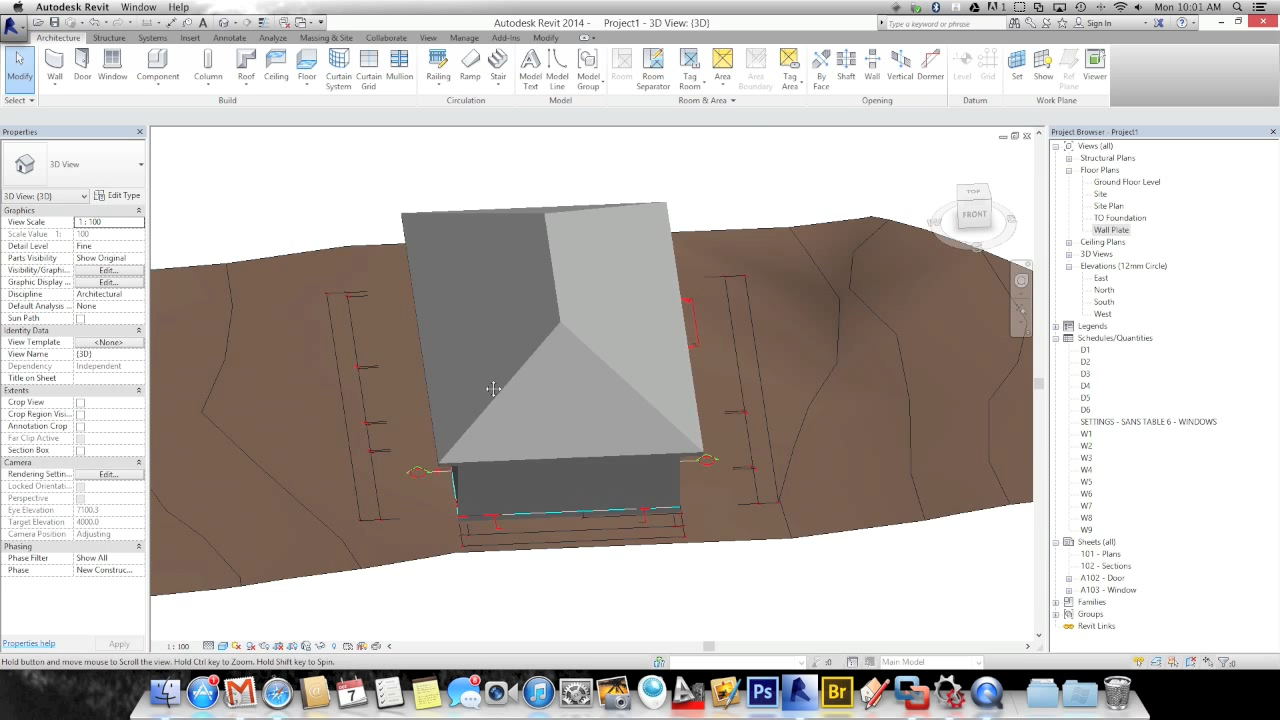 Window Help
Mon 10:01 AM
Autodesk Revit 2014 - Project1 - 3D View: {3D}
Type a keyword or phrase
Sign In
Architecture Structure Systems Insert Annotate Analyze Massing & Site Collaborate View Manage Add-Ins Modify
Modify
Wall
Door
Window
Component
Column
Roof
Ceiling
Floor
Curtain System
Curtain Grid
Mullion
Railing
Ramp
Stair
Model Text
Model Line
Model Group
Room
Room Separator
Tag Room
Area
Area Boundary
Tag Area
By Face
Shaft
Wall
Vertical
Dormer
Level
Grid
Set
Show
Ref Plane
Viewer
Select
Build
Circulation
Model
Room & Area
Opening
Datum
Work Plane
Properties
3D View
3D View: {3D}
Edit Type
Graphics
View Scale 1 : 100
Scale Value 1: 100
Detail Level Fine
Parts Visibility Show Original
Visibility/Graphi... Edit...
Graphic Display ... Edit...
Discipline Architectural
Default Analysis ... None
Sun Path
Identity Data
View Template <None>
View Name {3D}
Dependency Independent
Title on Sheet
Extents
Crop View
Crop Region Visi...
Annotation Crop
Far Clip Active
Section Box
Camera
Rendering Settin... Edit...
Locked Orientati...
Perspective
Eye Elevation 7100.3
Target Elevation 4000.0
Camera Position Adjusting
Phasing
Phase Filter Show All
Phase New Construc...
Properties help
Apply
TOP
FRONT
Project Browser - Project1
Views (all)
Structural Plans
Floor Plans
Ground Floor Level
Site
Site Plan
TO Foundation
Wall Plate
Ceiling Plans
3D Views
Elevations (12mm Circle)
East
North
South
West
Legends
Schedules/Quantities
D1
D2
D3
D4
D5
D6
SETTINGS - SANS TABLE 6 - WINDOWS
W1
W2
W3
W4
W5
W6
W7
W8
W9
Sheets (all)
101 - Plans
102 - Sections
A102 - Door
A103 - Window
Families
Groups
Revit Links
1 : 100
Hold button and move mouse to Scroll the view. Hold Ctrl key to Zoom. Hold Shift key to Spin.
:0
Main Model
:0
7
Ps
Br